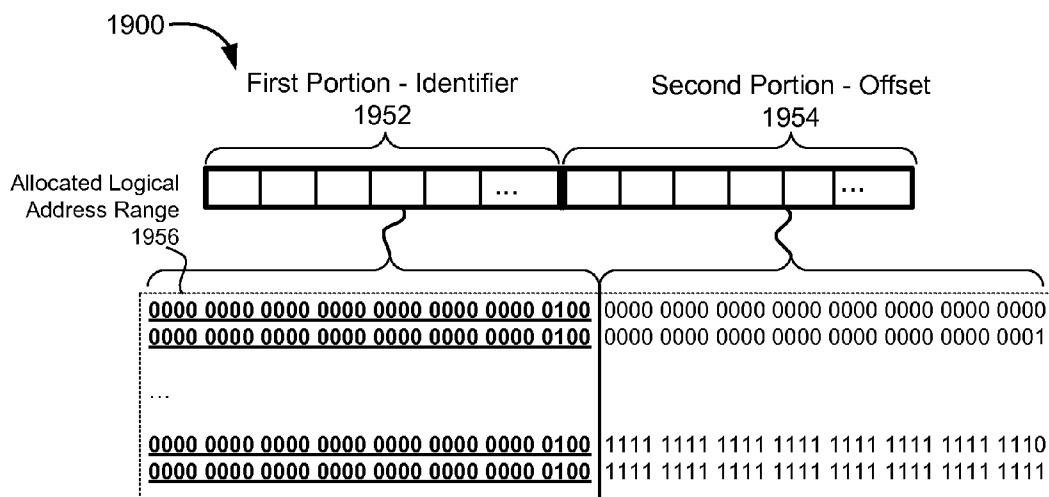 1900
First Portion - Identifier
1952
Second Portion - Offset
1954
...
...
Allocated Logical
Address Range
1956
0000 0000 0000 0000 0000 0000 0000 0100 0000 0000 0000 0000 0000 0000 0000 0000
0000 0000 0000 0000 0000 0000 0000 0100 0000 0000 0000 0000 0000 0000 0000 0001
...
0000 0000 0000 0000 0000 0000 0000 0100 1111 1111 1111 1111 1111 1111 1111 1110
0000 0000 0000 0000 0000 0000 0000 0100 1111 1111 1111 1111 1111 1111 1111 1111